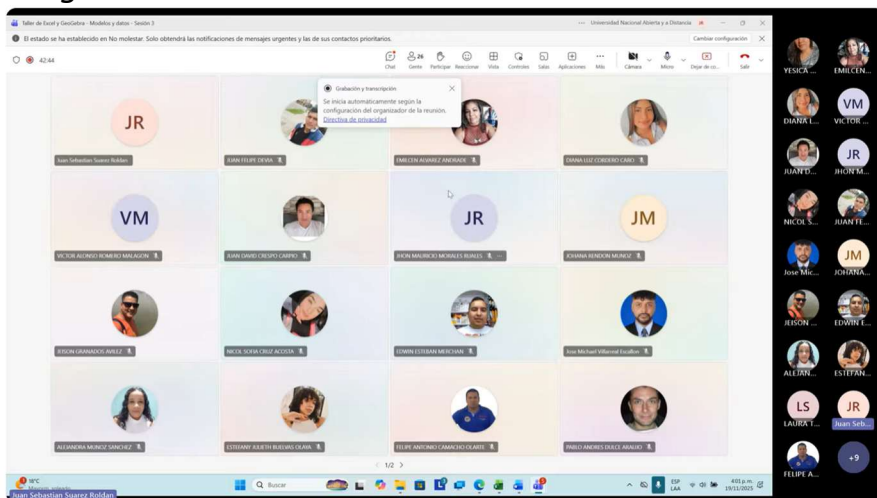 Taller de Excel y GeoGebra - Modelos y datos - Sesión 3
Universidad Nacional Abierta y a Distancia
El estado se ha establecido en No molestar. Solo obtendrá las notificaciones de mensajes urgentes y las de sus contactos prioritarios.
Cambiar configuración
42:44
26
Chat
Gente
Participar
Reaccionar
Vista
Controles
Salas
Aplicaciones
Más
Cámara
Micro
Dejar de co...
Salir
Grabación y transcripción
Se inicia automáticamente según la
configuración del organizador de la reunión.
Directiva de privacidad
JR
Juan Sebastian Suarez Roldan
JUAN FELIPE DEVIA
EMILCEN ALVAREZ ANDRADE
DIANA LUZ CORDERO CARO
VM
VICTOR ALONSO ROMERO MALAGON
JUAN DAVID CRESPO CARPIO
JR
JHON MAURICIO MORALES
JM
JOHANA RENDON MUNOZ
GRANADOS
NICOL SOFIA CRUZ ACOSTA
EDWIN ESTEBAN MERCHAN
Jose Michael Villarreal Escallon
ALEJANDRA MUNOZ SANCHEZ
ESTEFANY JULIETH BUELVAS OLAYA
FELIPE ANTONIO CAMACHO OLARTE
PABLO ANDRES DULCE ARAUJO
1/2
YESICA ...
EMILCEN...
DIANA L...
VM
VICTOR ...
JUAN D...
JR
JHON M...
NICOL S...
JUAN FE...
Jose Mic...
JM
JOHANA...
JEISON ...
EDWIN E...
ALEJAN...
ESTEFAN...
LS
LAURA T...
JR
Juan Seb...
FELIPE A...
+9
18°C
Juan Sebastian Suarez Roldan
Buscar
ESP
LAA
4:01 p.m.
19/11/2025